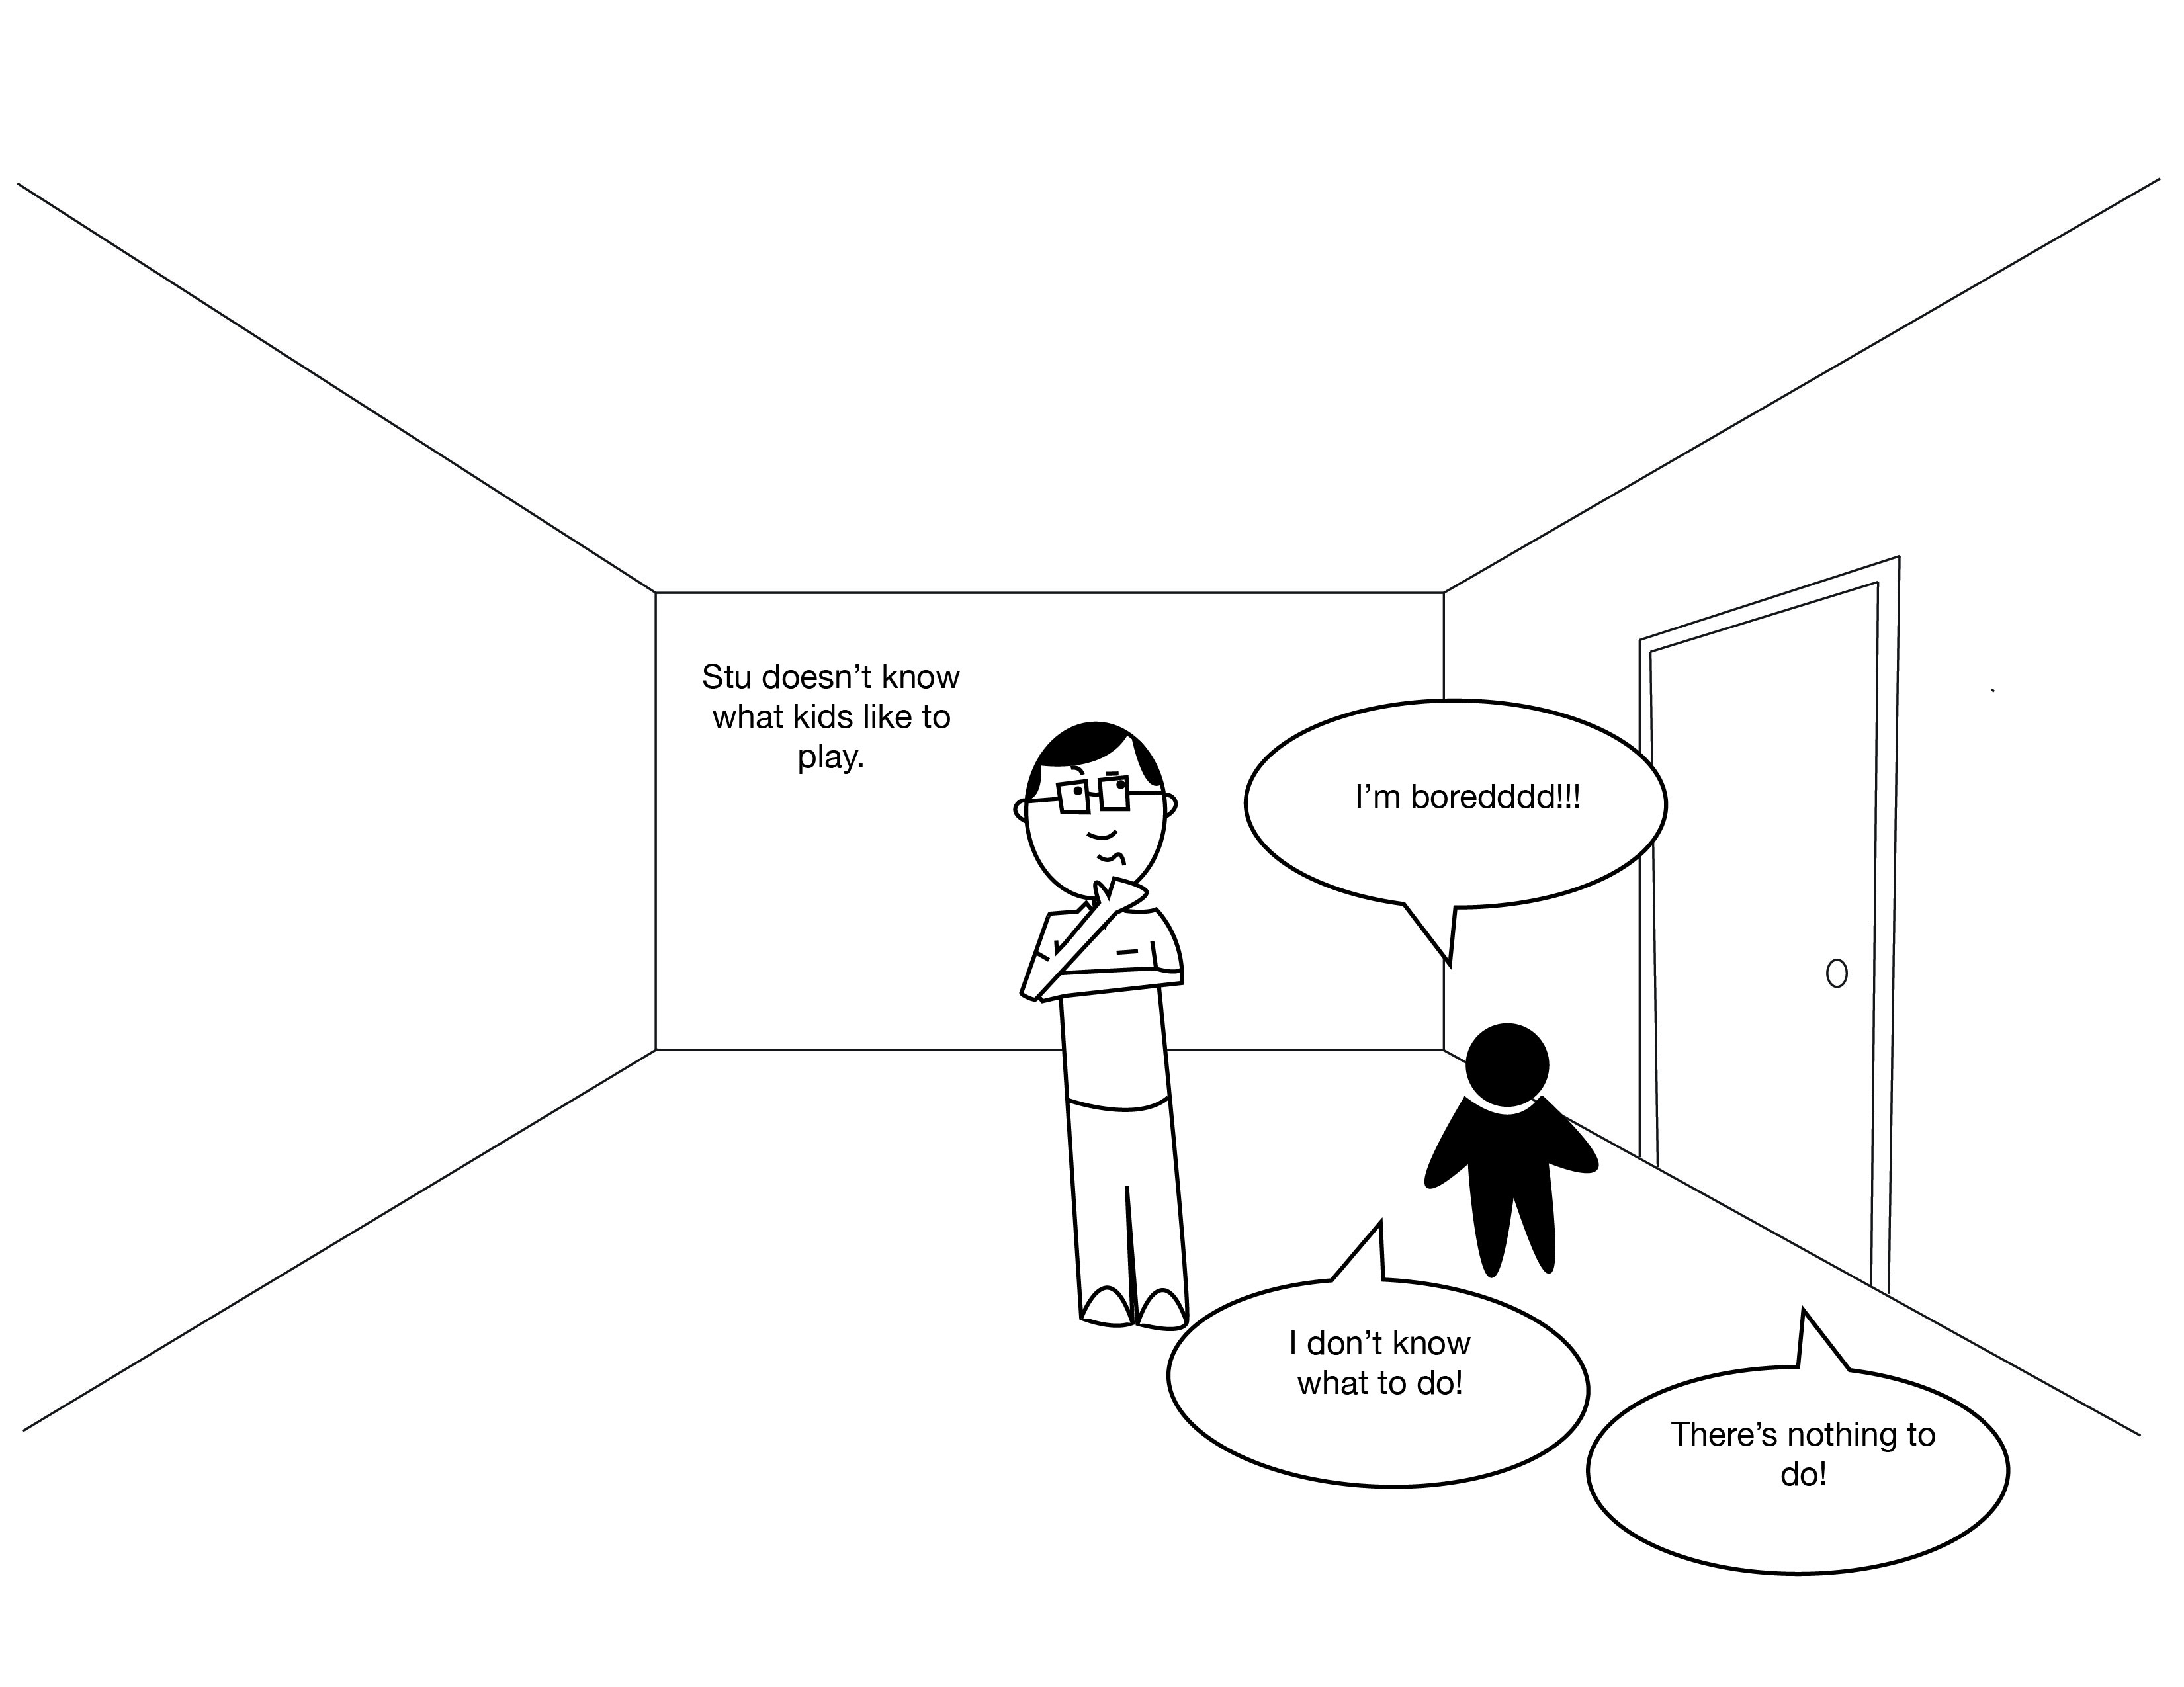 Stu doesn’t know
what kids like to
play.
I’m boredddd!!!
I don’t know
what to do!
There’s nothing to
do!